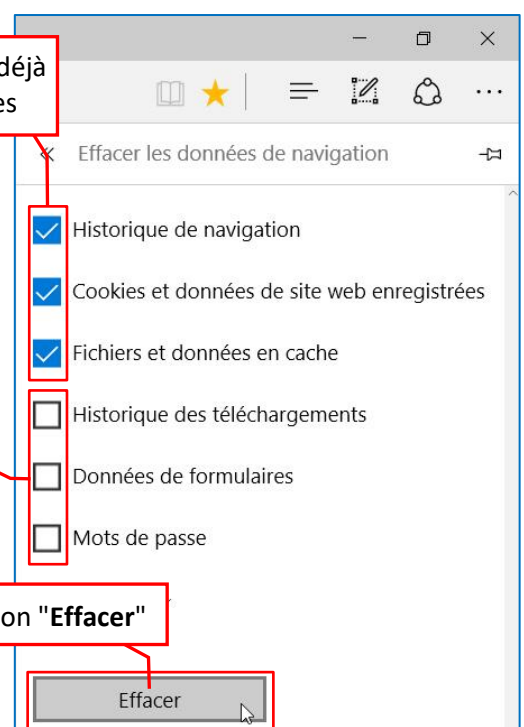 déjà
es
Effacer les données de navigation
Historique de navigation
Cookies et données de site web enregistrées
Fichiers et données en cache
Historique des téléchargements
Données de formulaires
Mots de passe
on "Effacer"
Effacer